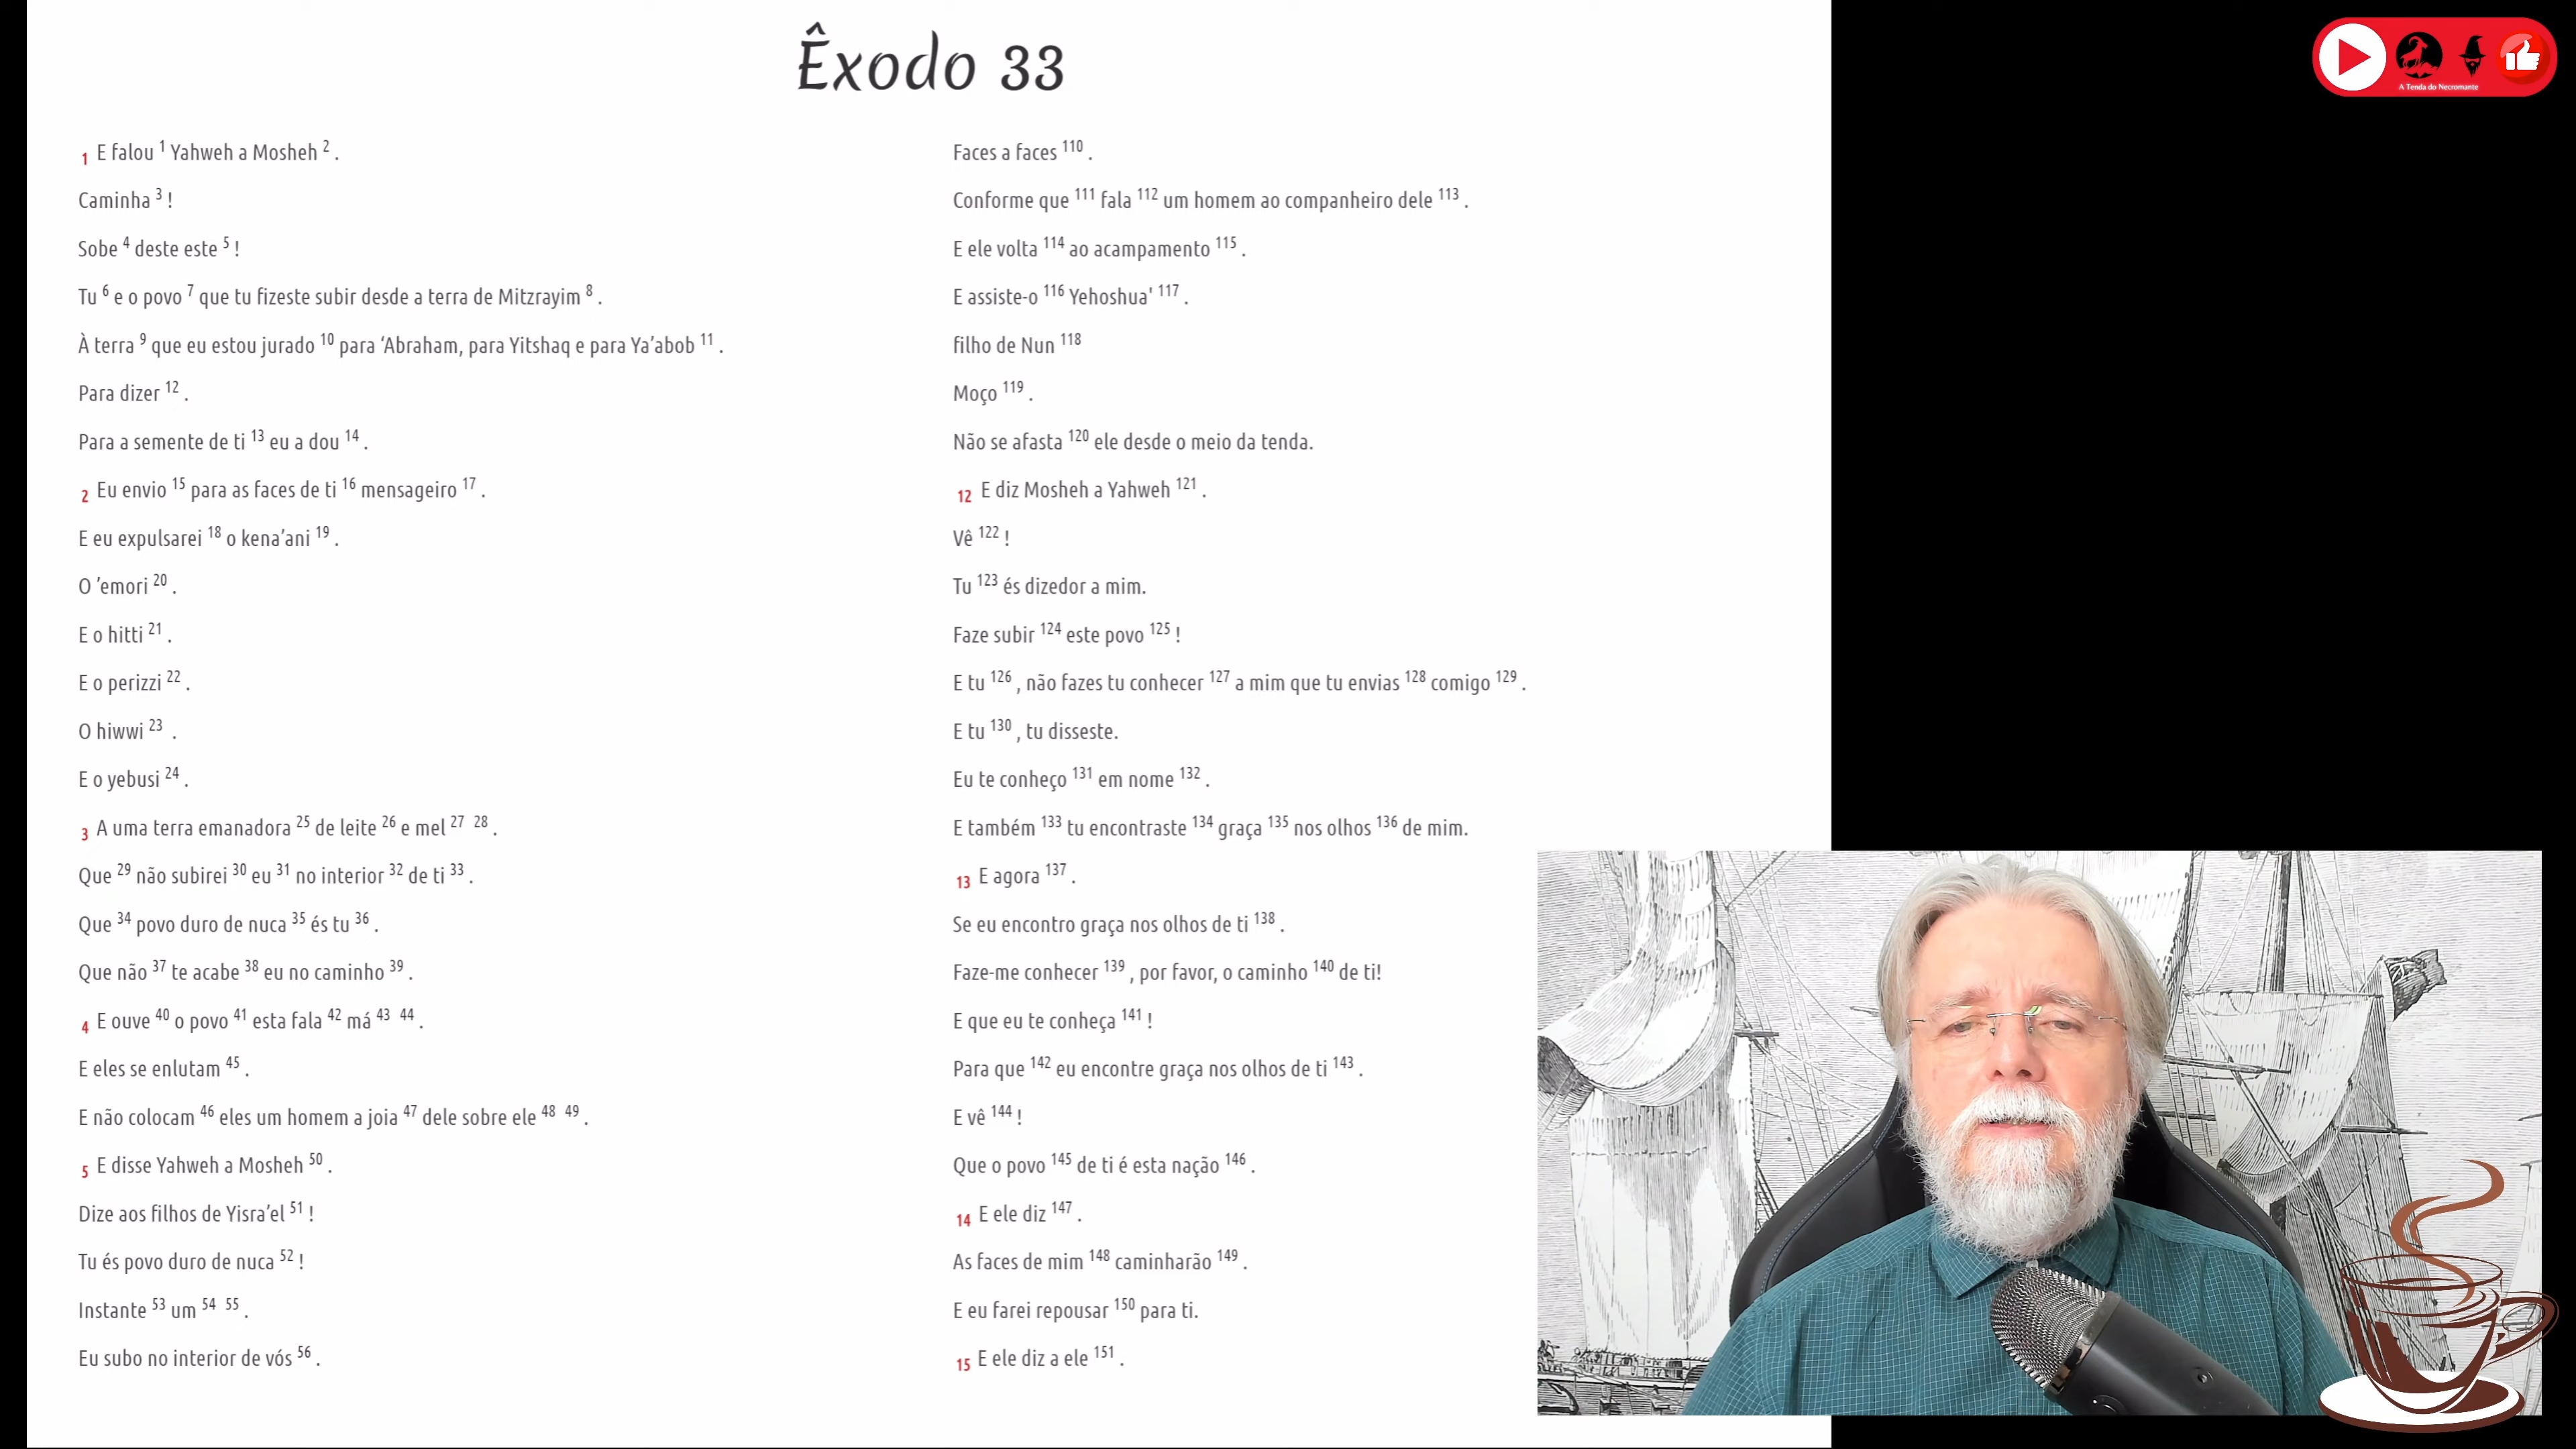 Êxodo 33
1 E falou 1 Yahweh a Mosheh 2 .
Caminha 3 !
Sobe 4 deste este 5 !
Tu 6 e o povo 7 que tu fizeste subir desde a terra de Mitzrayim 8 .
À terra 9 que eu estou jurado 10 para ‘Abraham, para Yitshaq e para Ya’abob 11 .
Para dizer 12 .
Para a semente de ti 13 eu a dou 14 .
2 Eu envio 15 para as faces de ti 16 mensageiro 17 .
E eu expulsarei 18 o kena’ani 19 .
O ’emori 20 .
E o hitti 21 .
E o perizzi 22 .
O hiwwi 23 .
E o yebusi 24 .
3 A uma terra emanadora 25 de leite 26 e mel 27 28 .
Que 29 não subirei 30 eu 31 no interior 32 de ti 33 .
Que 34 povo duro de nuca 35 és tu 36 .
Que não 37 te acabe 38 eu no caminho 39 .
4 E ouve 40 o povo 41 esta fala 42 má 43 44 .
E eles se enlutam 45 .
E não colocam 46 eles um homem a joia 47 dele sobre ele 48 49 .
5 E disse Yahweh a Mosheh 50 .
Dize aos filhos de Yisra’el 51 !
Tu és povo duro de nuca 52 !
Instante 53 um 54 55 .
Eu subo no interior de vós 56 .
Faces a faces 110 .
Conforme que 111 fala 112 um homem ao companheiro dele 113 .
E ele volta 114 ao acampamento 115 .
E assiste-o 116 Yehoshua' 117 .
filho de Nun 118
Moço 119 .
Não se afasta 120 ele desde o meio da tenda.
12 E diz Mosheh a Yahweh 121 .
Vê 122 !
Tu 123 és dizedor a mim.
Faze subir 124 este povo 125 !
E tu 126 , não fazes tu conhecer 127 a mim que tu envias 128 comigo 129 .
E tu 130 , tu disseste.
Eu te conheço 131 em nome 132 .
E também 133 tu encontraste 134 graça 135 nos olhos 136 de mim.
13 E agora 137 .
Se eu encontro graça nos olhos de ti 138 .
Faze-me conhecer 139 , por favor, o caminho 140 de ti!
E que eu te conheça 141 !
Para que 142 eu encontre graça nos olhos de ti 143 .
E vê 144 !
Que o povo 145 de ti é esta nação 146 .
14 E ele diz 147 .
As faces de mim 148 caminharão 149 .
E eu farei repousar 150 para ti.
15 E ele diz a ele 151 .
A Tenda do Necromante